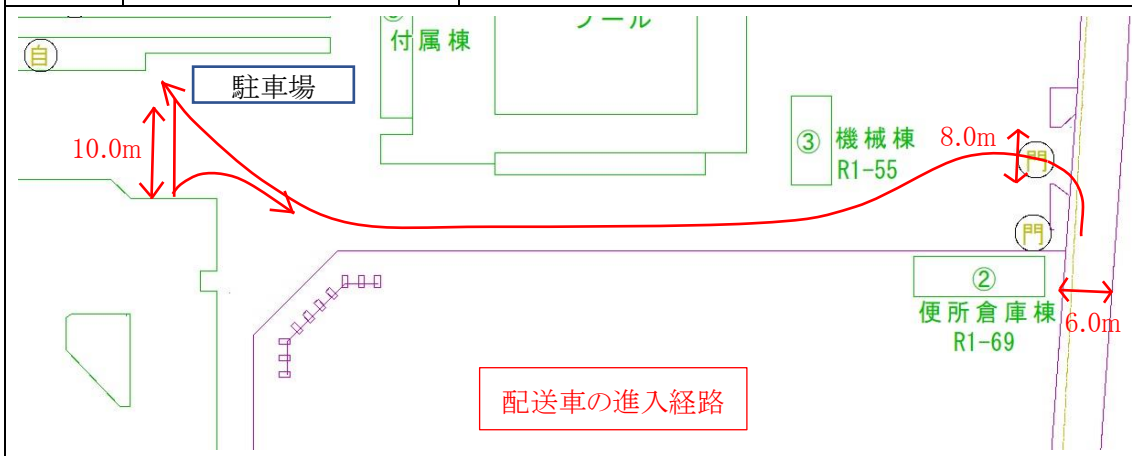 プール
付属棟
自
駐車場
10.0m
③ 機械棟
R1-55
8.0m
門
門
②
便所倉庫棟
R1-69
6.0m
配送車の進入経路